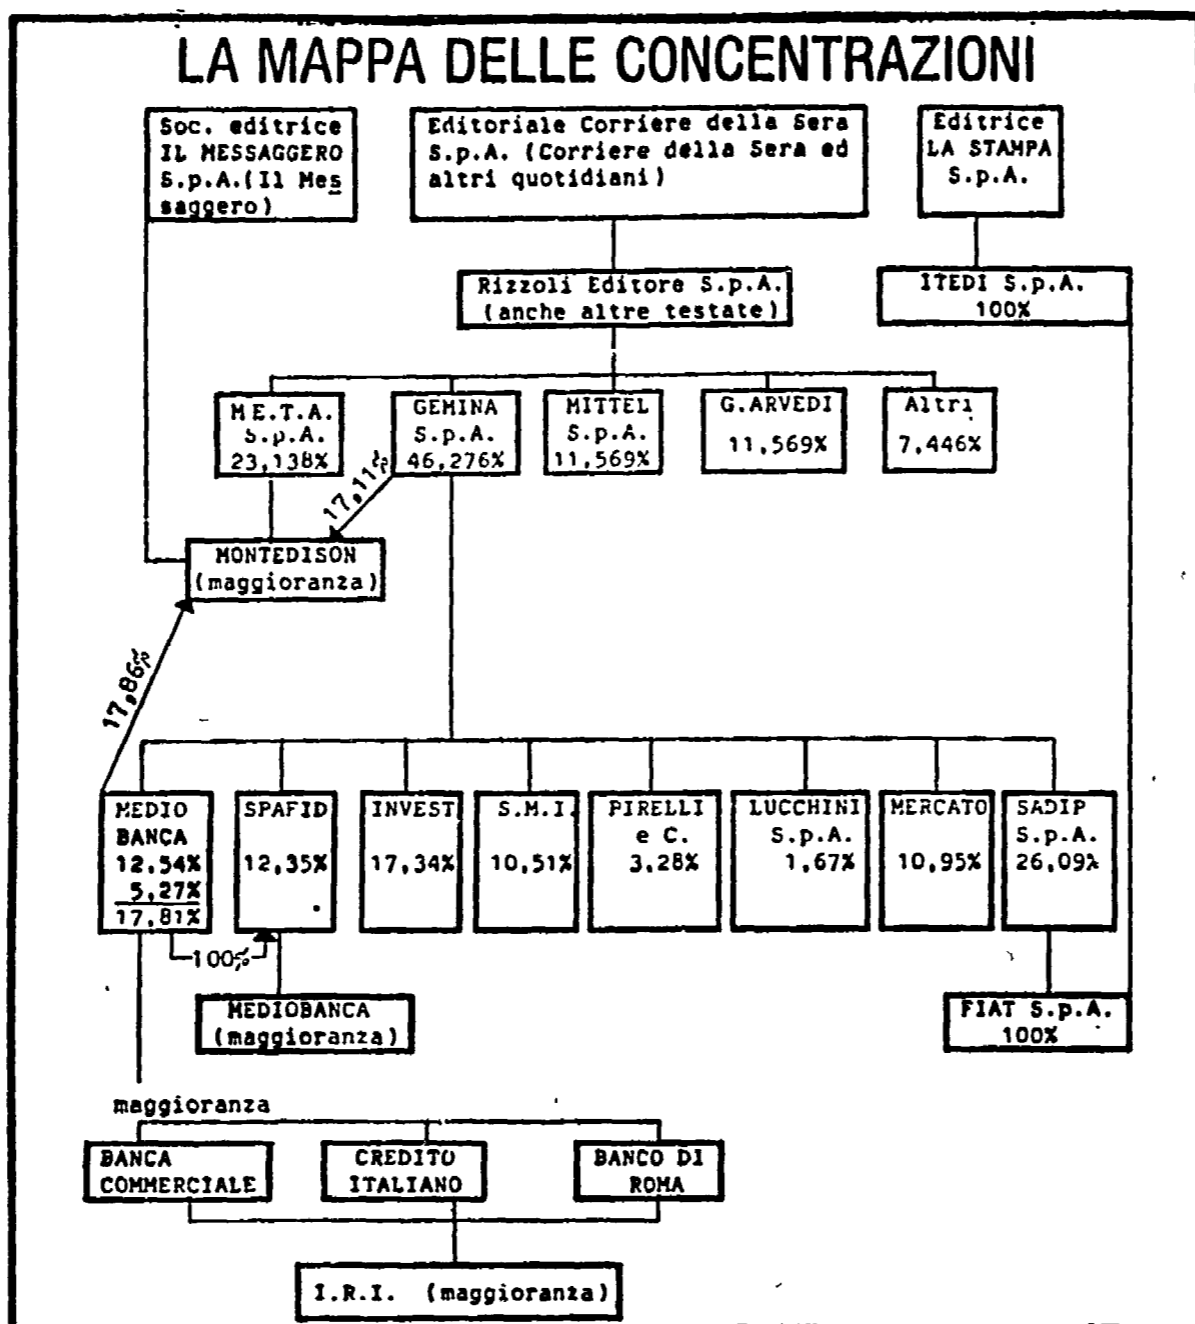 LA MAPPA DELLE CONCENTRAZIONI
Soc. editrice
IL MESSAGGERO
S.p.A.(Il Mes
saggero)
Editoriale Corriere della Sera
S.p.A. (Corriere della Sera ed
altri quotidiani)
Editrice
LA STAMPA
S.p.A.
Rizzoli Editore S.p.A.
(anche altre testate)
ITEDI S.p.A.
100%
M.E.T.A.
S.p.A.
23,138%
GEMINA
S.p.A.
46,276%
MITTEL
S.p.A.
11,569%
G.ARVEDI
11,569%
Altri
7,446%
17,11%
MONTEDISON
(maggioranza)
17,86%
MEDIO
BANCA
12,54%
5,27%
17,81%
SPAFID
12,35%
INVEST
17,34%
S.M.I.
10,51%
PIRELLI
e C.
3,28%
LUCCHINI
S.p.A.
1,67%
MERCATO
10,95%
SADIP
S.p.A.
26,09%
100%
MEDIOBANCA
(maggioranza)
FIAT S.p.A.
100%
maggioranza
BANCA
COMMERCIALE
CREDITO
ITALIANO
BANCO DI
ROMA
I.R.I. (maggioranza)